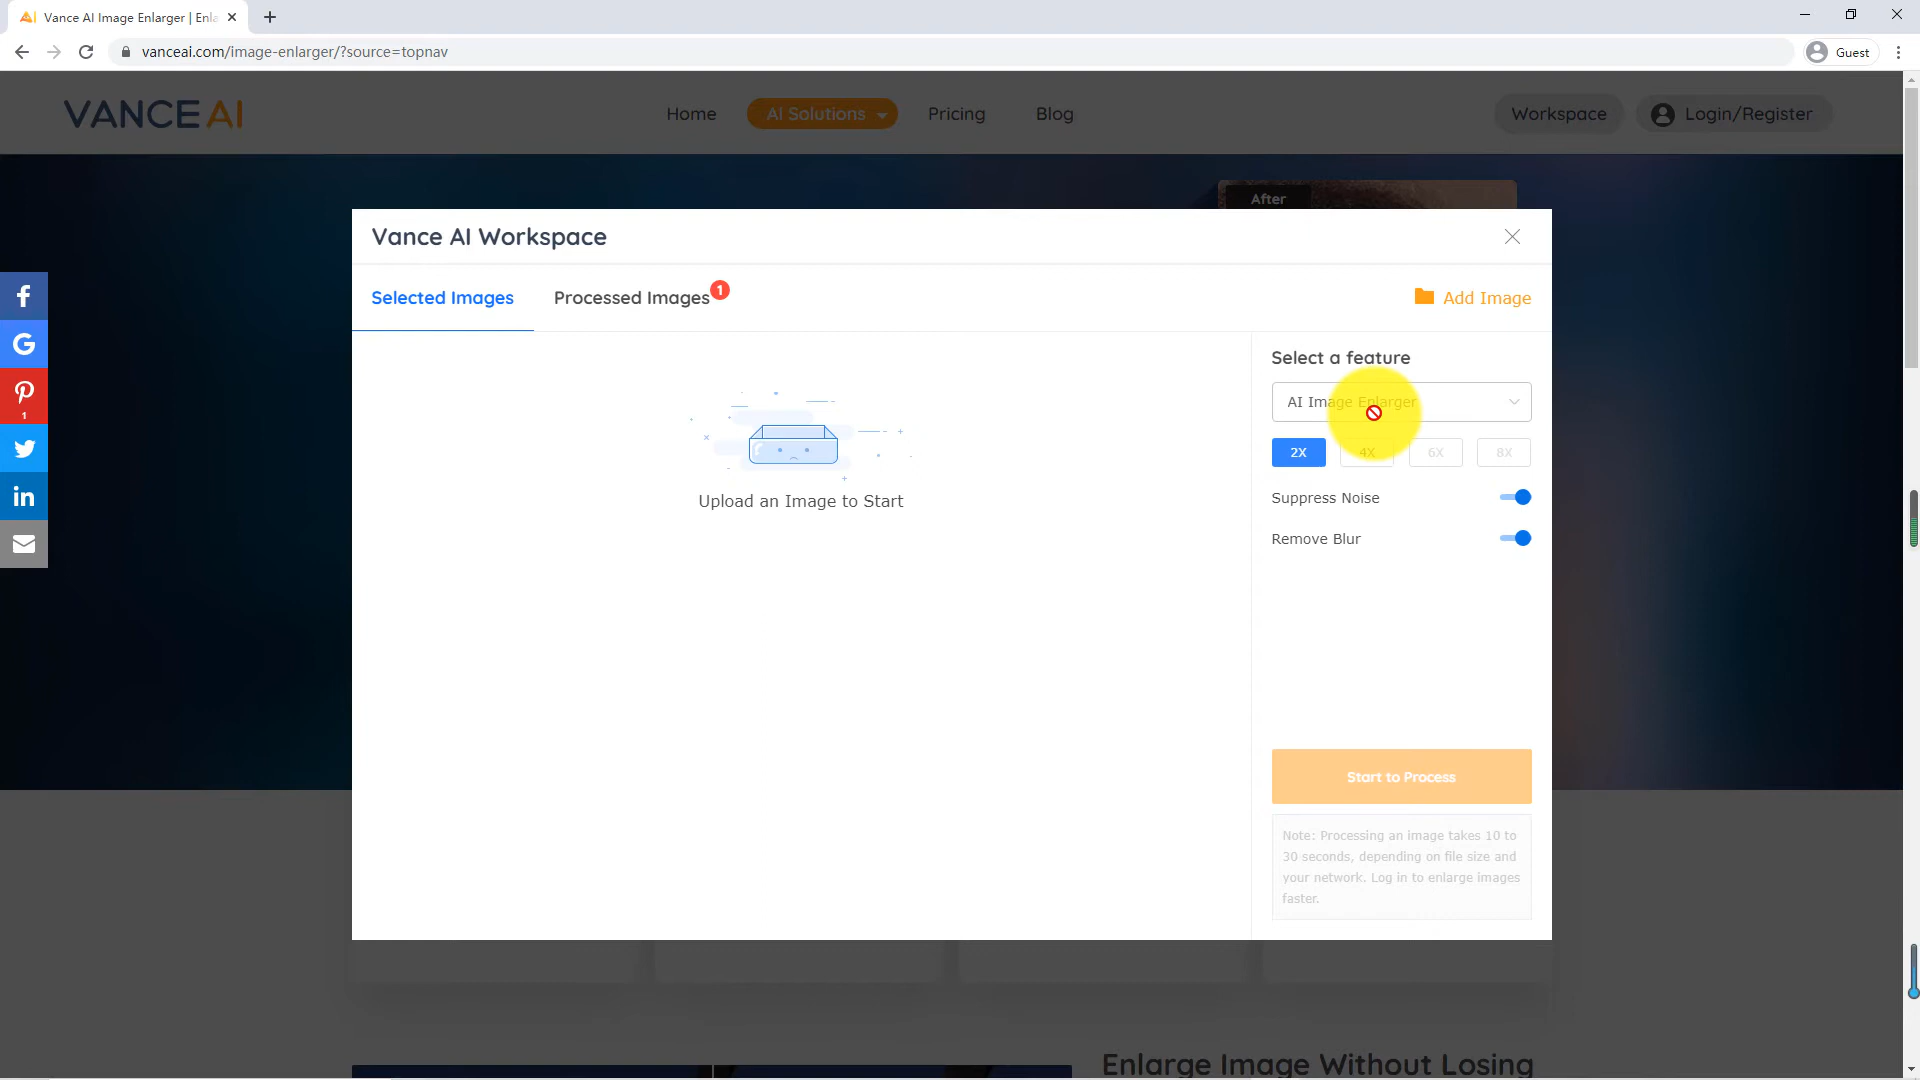 Vance AI Image Enlarger | Enla
vanceai.com/image-enlarger/?source=topnav
Guest
VANCE AI
Home
AI Solutions
Pricing
Blog
Workspace
Login/Register
After
Vance AI Workspace
Selected Images
Processed Images
1
Add Image
Select a feature
AI Image Enlarger
2X
4X
6X
8X
Suppress Noise
Remove Blur
1
Upload an Image to Start
Start to Process
Note: Processing an image takes 10 to
30 seconds, depending on file size and
your network. Log in to enlarge images
faster.
Enlarge Image Without Losing